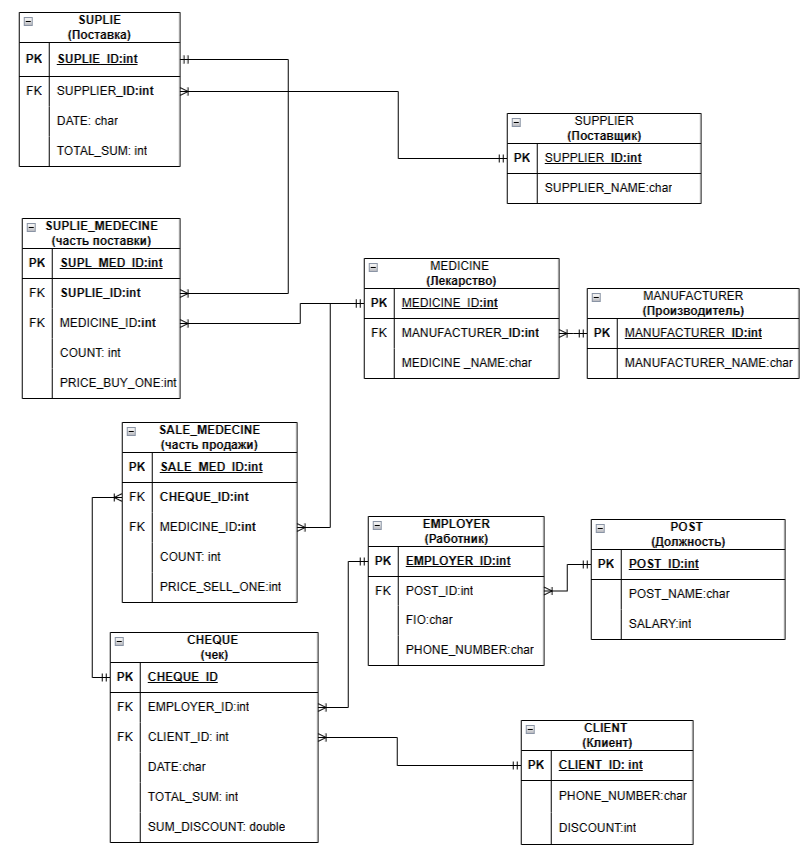 SUPLIE
(Поставка)
PK SUPLIE_ID:int
FK SUPPLIER_ID:int
DATE: char
TOTAL_SUM: int
SUPPLIER
(Поставщик)
PK SUPPLIER_ID:int
SUPPLIER_NAME:char
SUPLIE_MEDECINE
(часть поставки)
PK SUPL_MED_ID:int
FK SUPLIE_ID:int
FK MEDICINE_ID:int
COUNT: int
PRICE_BUY_ONE:int
MEDICINE
(Лекарство)
PK MEDICINE_ID:int
FK MANUFACTURER_ID:int
MEDICINE _NAME:char
MANUFACTURER
(Производитель)
PK MANUFACTURER_ID:int
MANUFACTURER_NAME:char
SALE_MEDECINE
(часть продажи)
PK SALE_MED_ID:int
FK CHEQUE_ID:int
FK MEDICINE_ID:int
COUNT: int
PRICE_SELL_ONE:int
EMPLOYER
(Работник)
PK EMPLOYER_ID:int
FK POST_ID:int
FIO:char
PHONE_NUMBER:char
POST
(Должность)
PK POST_ID:int
POST_NAME:char
SALARY:int
CHEQUE
(чек)
PK CHEQUE_ID
FK EMPLOYER_ID:int
FK CLIENT_ID: int
DATE:char
TOTAL_SUM: int
SUM_DISCOUNT: double
CLIENT
(Клиент)
PK CLIENT_ID: int
PHONE_NUMBER:char
DISCOUNT:int